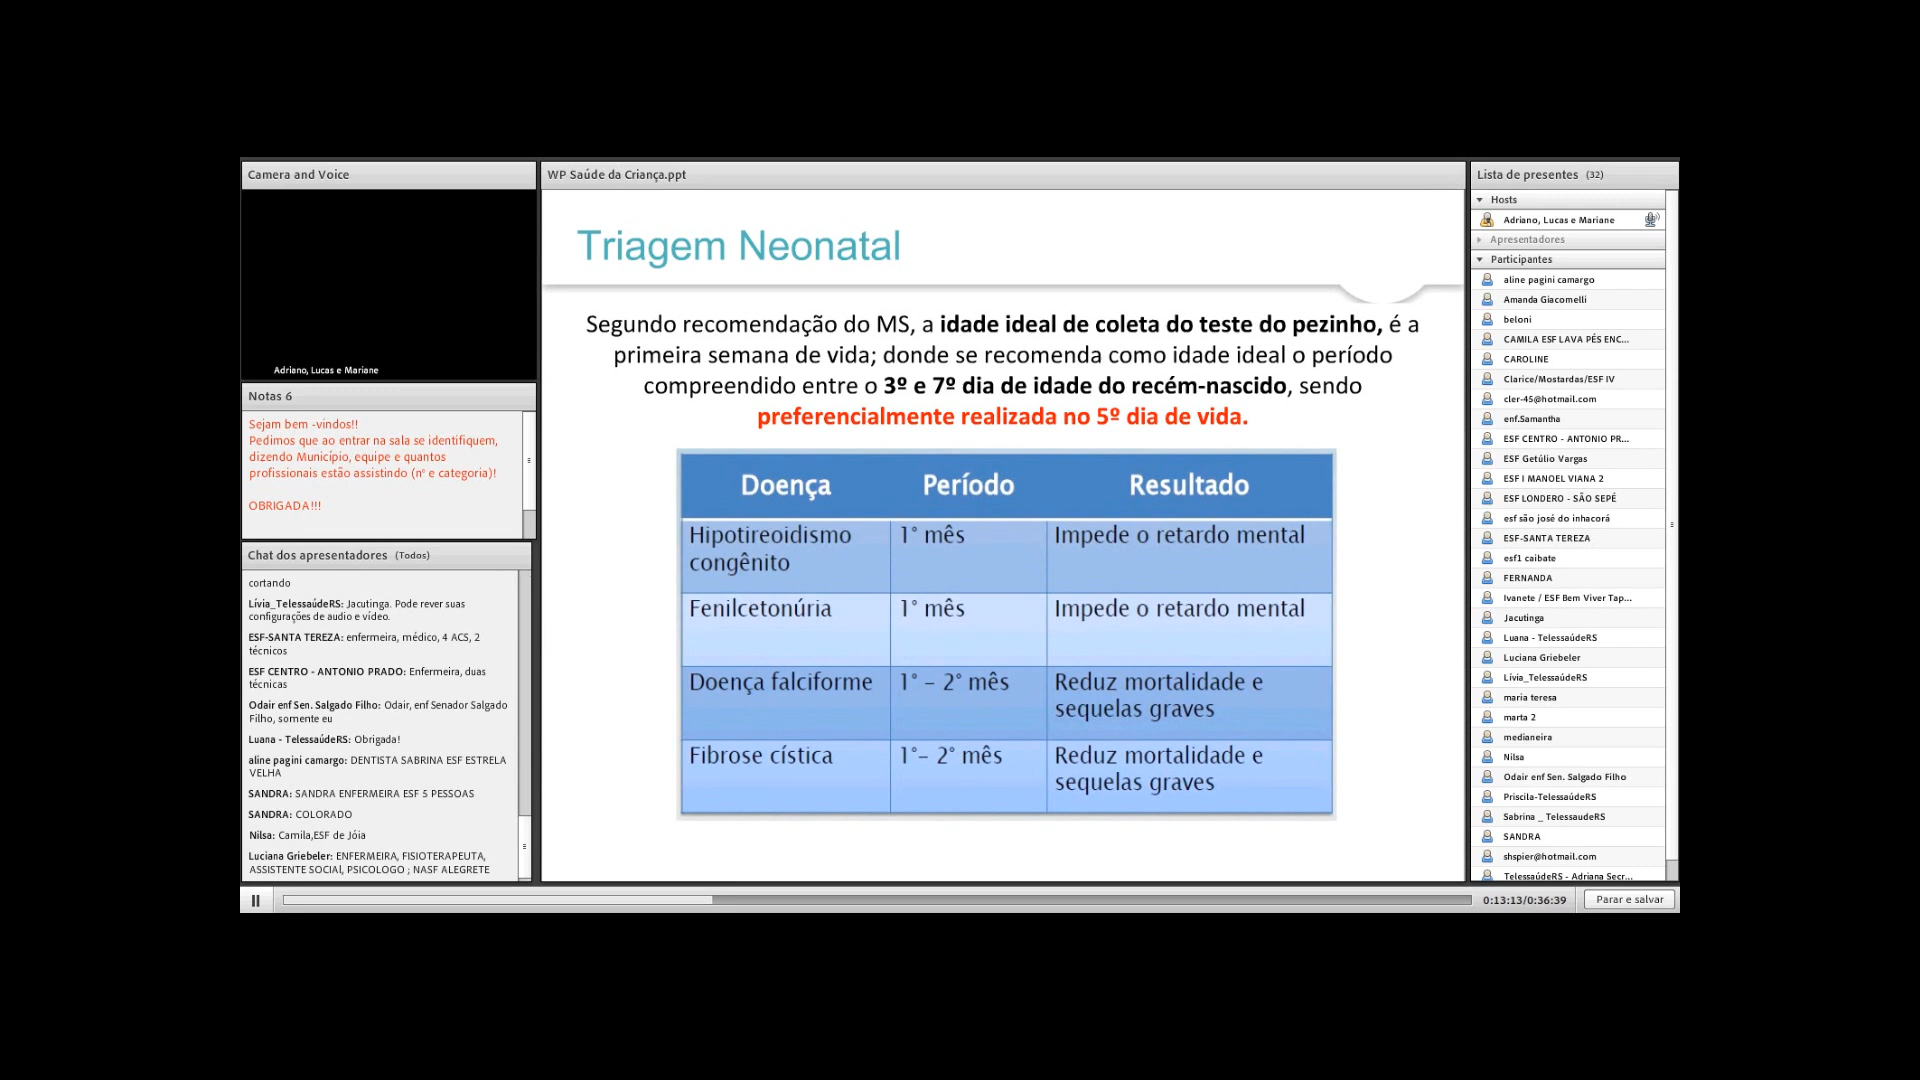 Camera and Voice
Adriano, Lucas e Mariane
Notas 6
Sejam bem -vindos!!
Pedimos que ao entrar na sala se identifiquem,
dizendo Município, equipe e quantos
profissionais estão assistindo (nº e categoria)!
OBRIGADA!!!
Chat dos apresentadores (Todos)
cortando
Lívia_TelessaúdeRS: Jacutinga. Pode rever suas
configurações de audio e vídeo.
ESF-SANTA TEREZA: enfermeira, médico, 4 ACS, 2
técnicos
ESF CENTRO - ANTONIO PRADO: Enfermeira, duas
técnicas
Odair enf Sen. Salgado Filho: Odair, enf Senador Salgado
Filho, somente eu
Luana - TelessaúdeRS: Obrigada!
aline pagini camargo: DENTISTA SABRINA ESF ESTRELA
VELHA
SANDRA: SANDRA ENFERMEIRA ESF 5 PESSOAS
SANDRA: COLORADO
Nilsa: Camila,ESF de Jóia
Luciana Griebeler: ENFERMEIRA, FISIOTERAPEUTA,
ASSISTENTE SOCIAL, PSICOLOGO ; NASF ALEGRETE
WP Saúde da Criança.ppt
Triagem Neonatal
Segundo recomendação do MS, a idade ideal de coleta do teste do pezinho, é a
primeira semana de vida; donde se recomenda como idade ideal o período
compreendido entre o 3º e 7º dia de idade do recém-nascido, sendo
preferencialmente realizada no 5º dia de vida.
Doença Período Resultado
Hipotireoidismo 1° mês Impede o retardo mental
congênito
Fenilcetonúria 1° mês Impede o retardo mental
Doença falciforme 1° – 2° mês Reduz mortalidade e
sequelas graves
Fibrose cística 1°– 2° mês Reduz mortalidade e
sequelas graves
Lista de presentes (32)
Hosts
Adriano, Lucas e Mariane
Apresentadores
Participantes
aline pagini camargo
Amanda Giacomelli
beloni
CAMILA ESF LAVA PÉS ENC...
CAROLINE
Clarice/Mostardas/ESF IV
cler-45@hotmail.com
enf.Samantha
ESF CENTRO - ANTONIO PR...
ESF Getúlio Vargas
ESF I MANOEL VIANA 2
ESF LONDERO - SÃO SEPÉ
esf são josé do inhacorá
ESF-SANTA TEREZA
esf1 caibate
FERNANDA
Ivanete / ESF Bem Viver Tap...
Jacutinga
Luana - TelessaúdeRS
Luciana Griebeler
Lívia_TelessaúdeRS
maria teresa
marta 2
medianeira
Nilsa
Odair enf Sen. Salgado Filho
Priscila-TelessaúdeRS
Sabrina _ TelessaudeRS
SANDRA
shspier@hotmail.com
TelessaúdeRS - Adriana Secr...
0:13:13/0:36:39
Parar e salvar